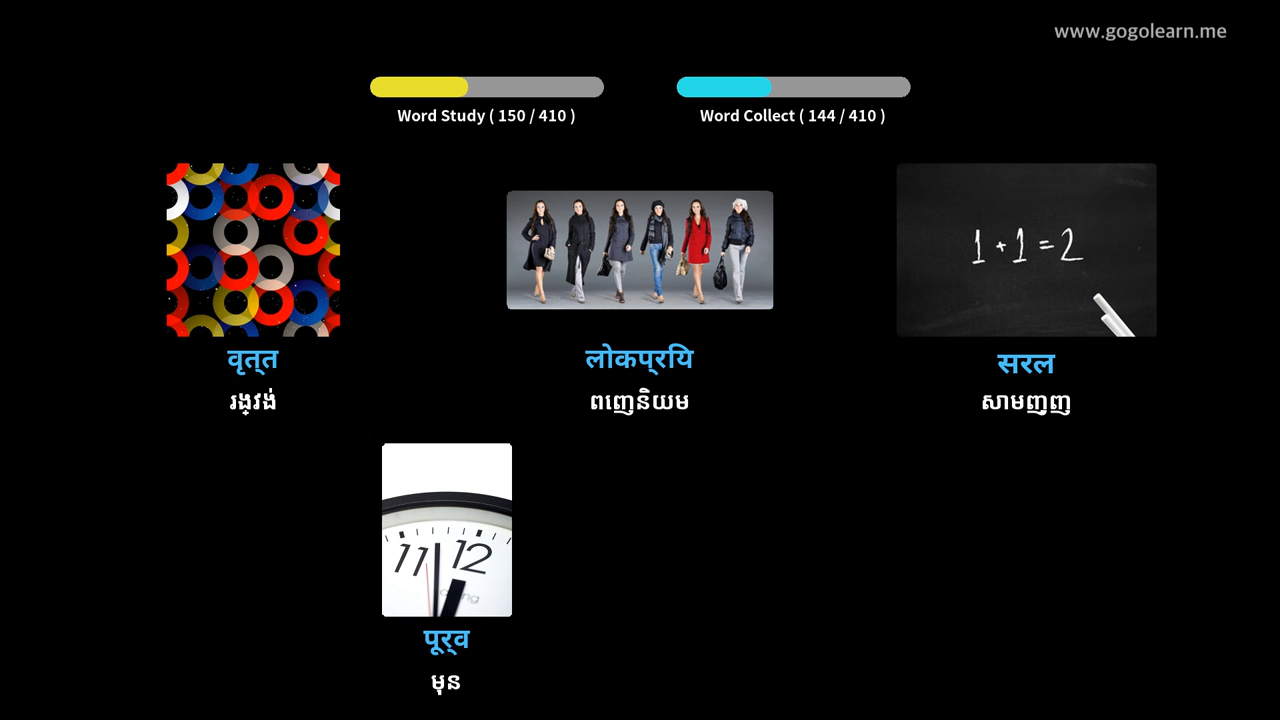 www.gogolearn.me
Word Study ( 150 / 410 )
Word Collect ( 144 / 410 )
1 + 1 = 2
वृत्त
लोकप्रिय
सरल
រង្វង់
ពេញនិយម
សាមញ្ញ
11 12
पूर्व
មុន